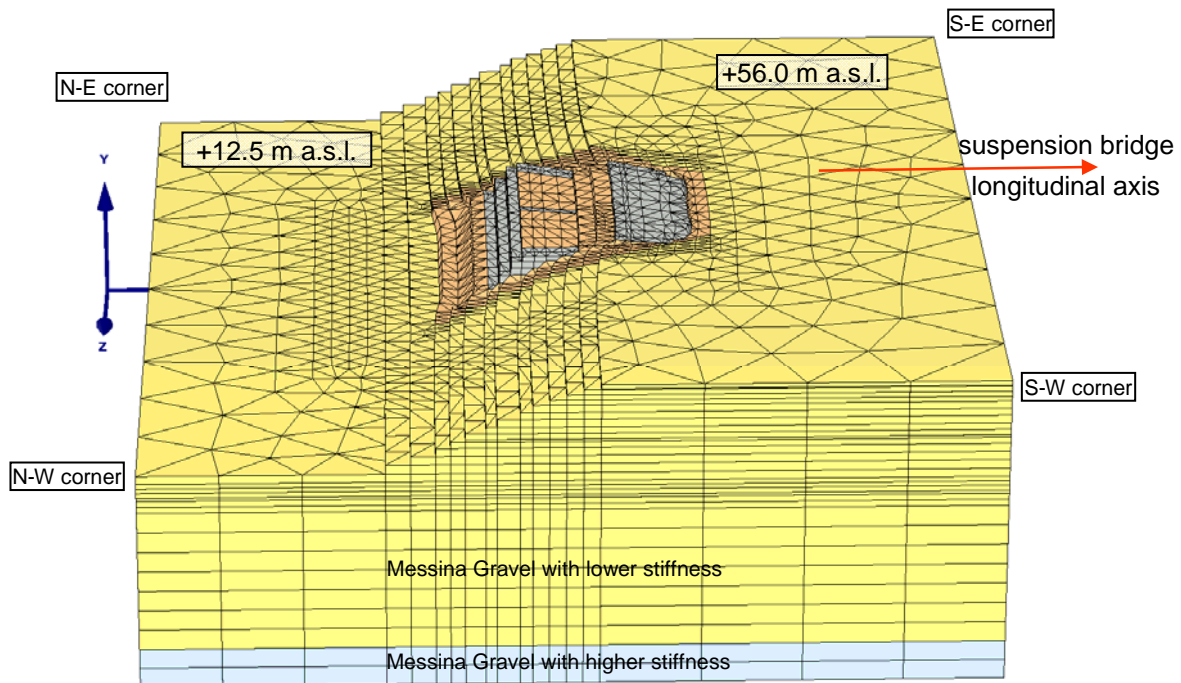 S-E corner
+56.0 m a.s.l.
N-E corner
+12.5 m a.s.l.
suspension bridge
longitudinal axis
Y
Z
S-W corner
N-W corner
Messina Gravel with lower stiffness
Messina Gravel with higher stiffness